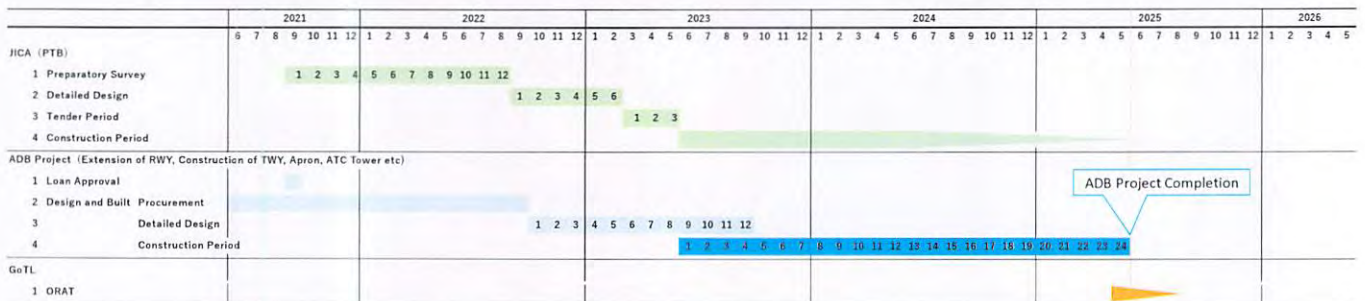 2021 2022 2023 2024 2025 2026
6 7 8 9 10 11 12 1 2 3 4 5 6 7 8 9 10 11 12 1 2 3 4 5 6 7 8 9 10 11 12 1 2 3 4 5 6 7 8 9 10 11 12 1 2 3 4 5 6 7 8 9 10 11 12 1 2 3 4 5
JICA (PTB)
1 Preparatory Survey 1 2 3 4 5 6 7 8 9 10 11 12
2 Detailed Design 1 2 3 4 5 6
3 Tender Period 1 2 3
4 Construction Period
ADB Project (Extension of RWY, Construction of TWY, Apron, ATC Tower etc)
1 Loan Approval
ADB Project Completion
2 Design and Built Procurement
3 Detailed Design 1 2 3 4 5 6 7 8 9 10 11 12
4 Construction Period 1 2 3 4 5 6 7 8 9 10 11 12 13 14 15 16 17 18 19 20 21 22 23 24
GoTL
1 ORAT